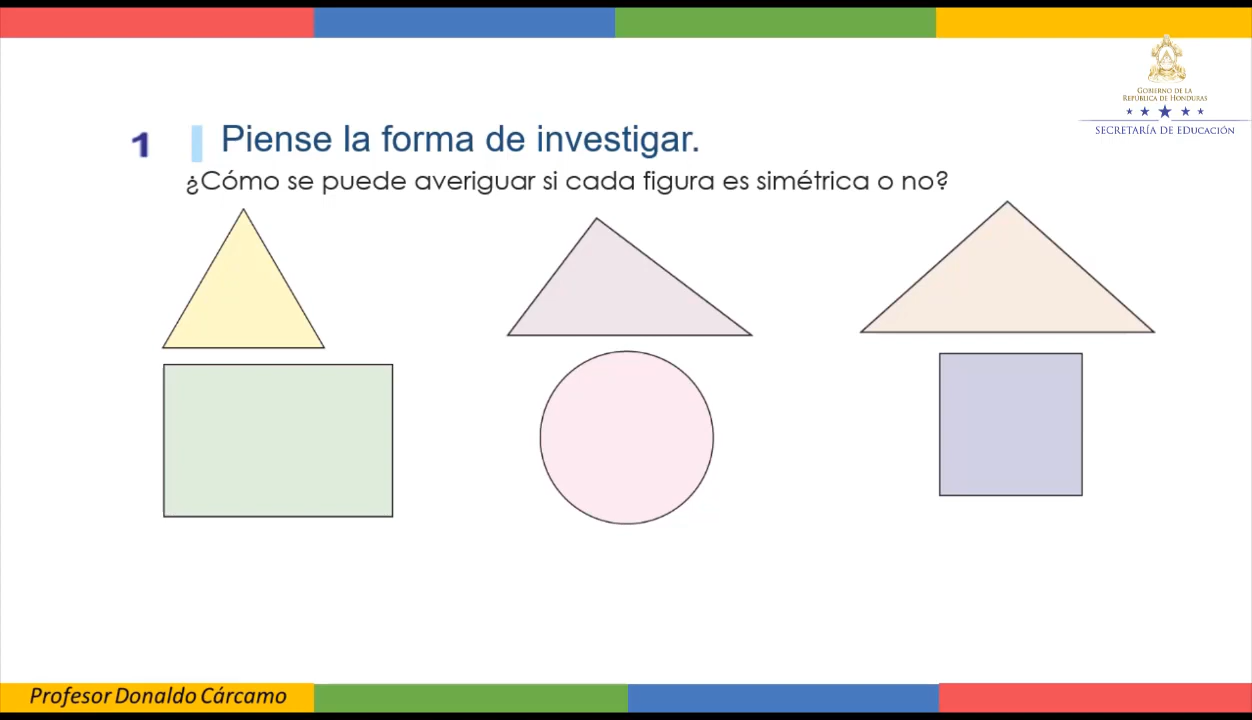 GOBIERNO DE LA
REPÚBLICA DE HONDURAS
SECRETARÍA DE EDUCACIÓN
1 Piense la forma de investigar.
¿Cómo se puede averiguar si cada figura es simétrica o no?
Profesor Donaldo Cárcamo